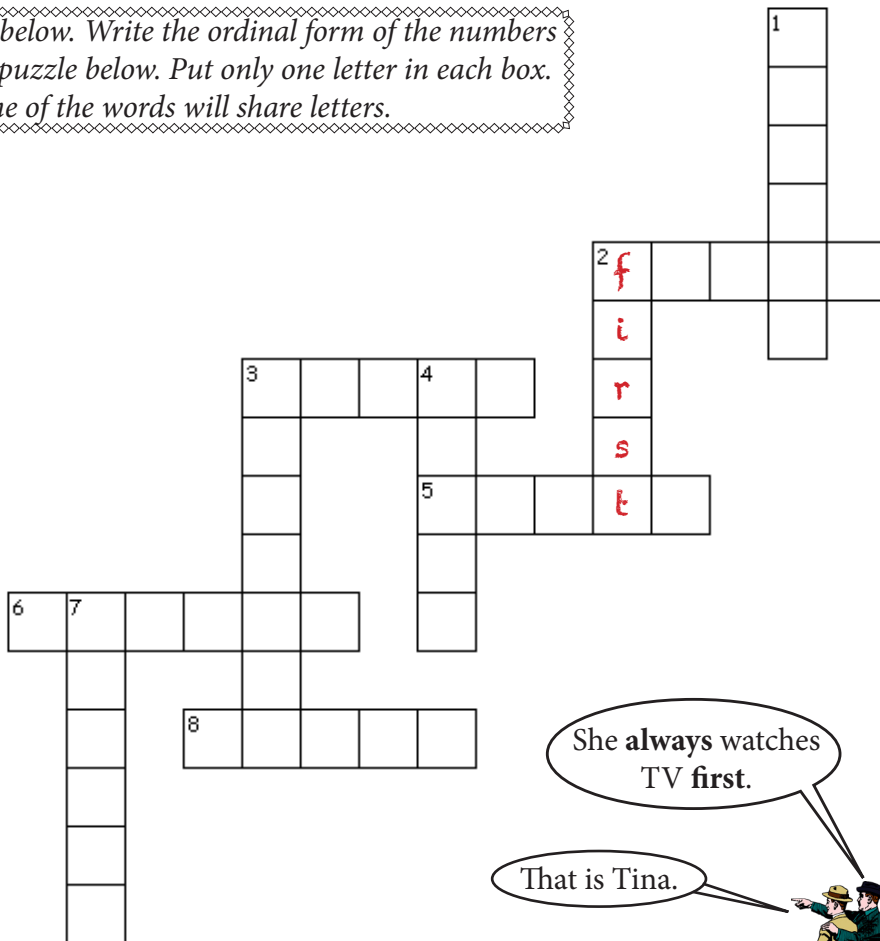 below. Write the ordinal form of the numbers
puzzle below. Put only one letter in each box.
of the words will share letters.
1
2 f
i
r
3 4
s
5 t
6 7
8
She always watches
TV first.
That is Tina.